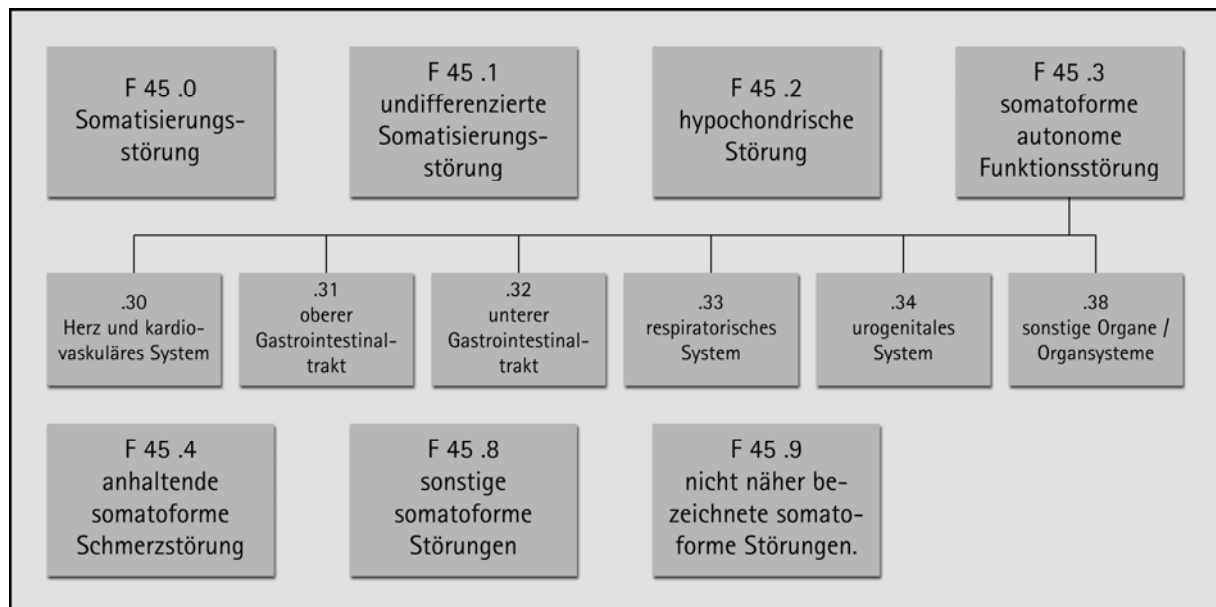 F 45 .0
Somatisierungs-
störung
F 45 .1
undifferenzierte
Somatisierungs-
störung
F 45 .2
hypochondrische
Störung
F 45 .3
somatoforme
autonome
Funktionsstörung
.30
Herz und kardio-
vaskuläres System
.31
oberer
Gastrointestinal-
trakt
.32
unterer
Gastrointestinal-
trakt
.33
respiratorisches
System
.34
urogenitales
System
.38
sonstige Organe /
Organsysteme
F 45 .4
anhaltende
somatoforme
Schmerzstörung
F 45 .8
sonstige
somatoforme
Störungen
F 45 .9
nicht näher be-
zeichnete somato-
forme Störungen.